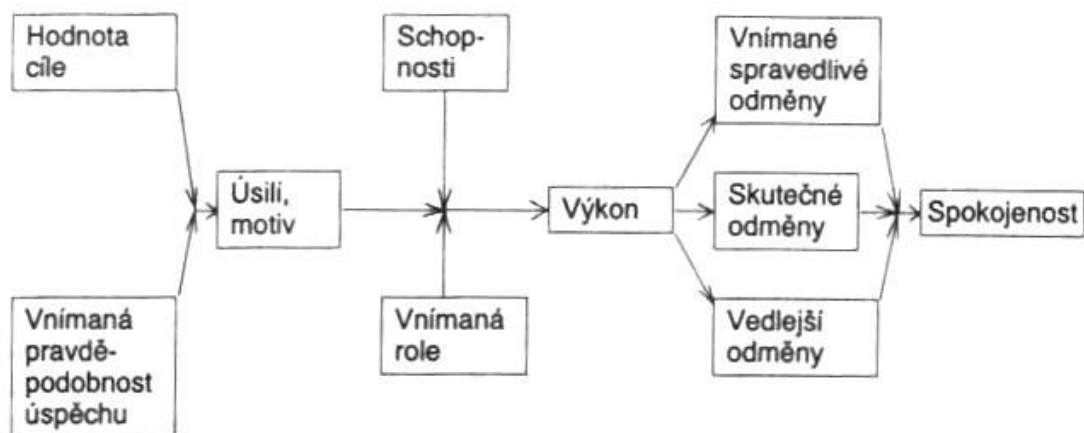 Hodnota
cíle
Schop-
nosti
Vnímané
spravedlivé
odměny
Úsilí,
motiv
Výkon
Skutečné
odměny
Spokojenost
Vnímaná
pravdě-
podobnost
úspěchu
Vnímaná
role
Vedlejší
odměny